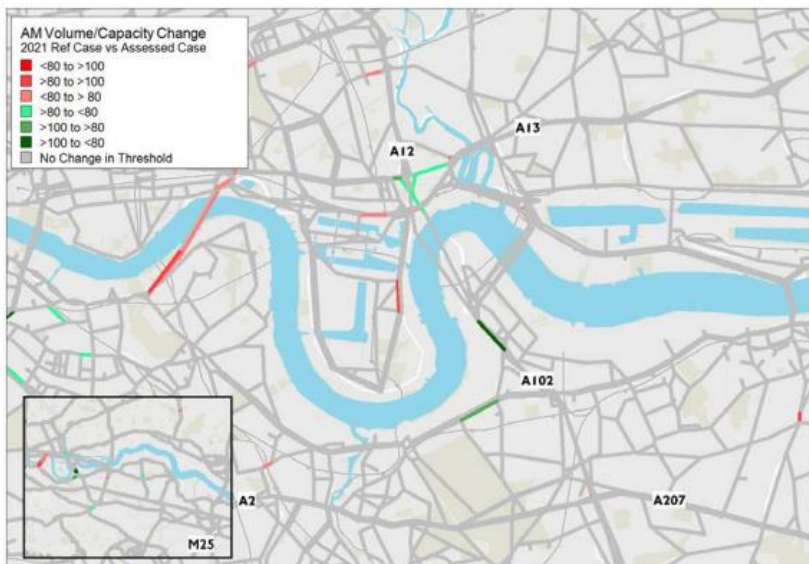 AM Volume/Capacity Change
2021 Ref Case vs Assessed Case
<80 to >100
>80 to >100
<80 to > 80
>80 to <80
>100 to >80
>100 to <80
No Change in Threshold
A13
A12
A102
A2
A207
M25